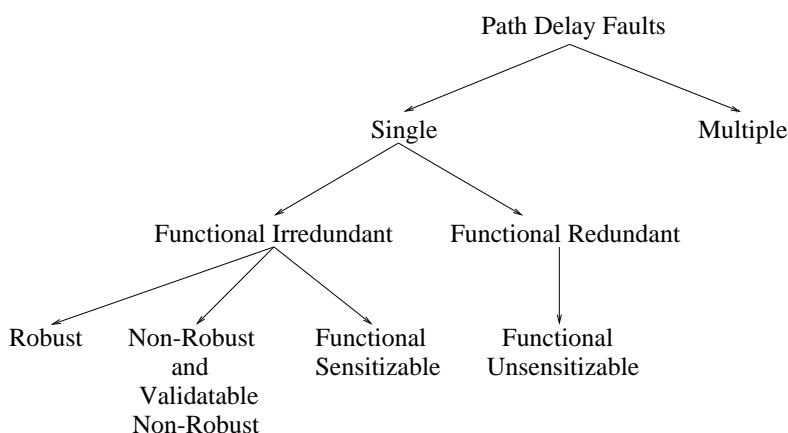 Path Delay Faults
Single
Multiple
Functional Irredundant
Functional Redundant
Robust
Non-Robust
and
Validatable
Non-Robust
Functional
Sensitizable
Functional
Unsensitizable